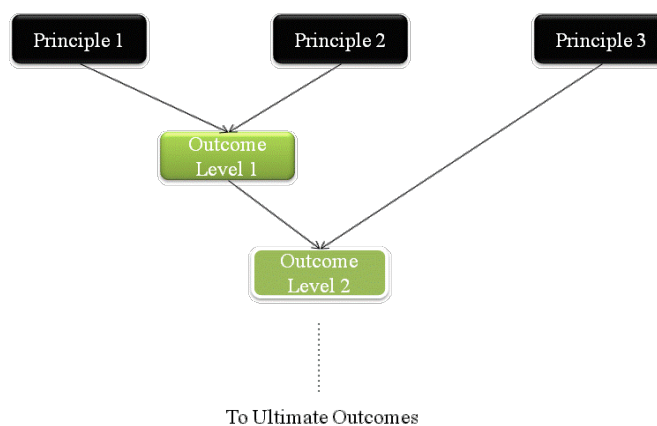 Principle 1
Principle 2
Principle 3
Outcome
Level 1
Outcome
Level 2
To Ultimate Outcomes